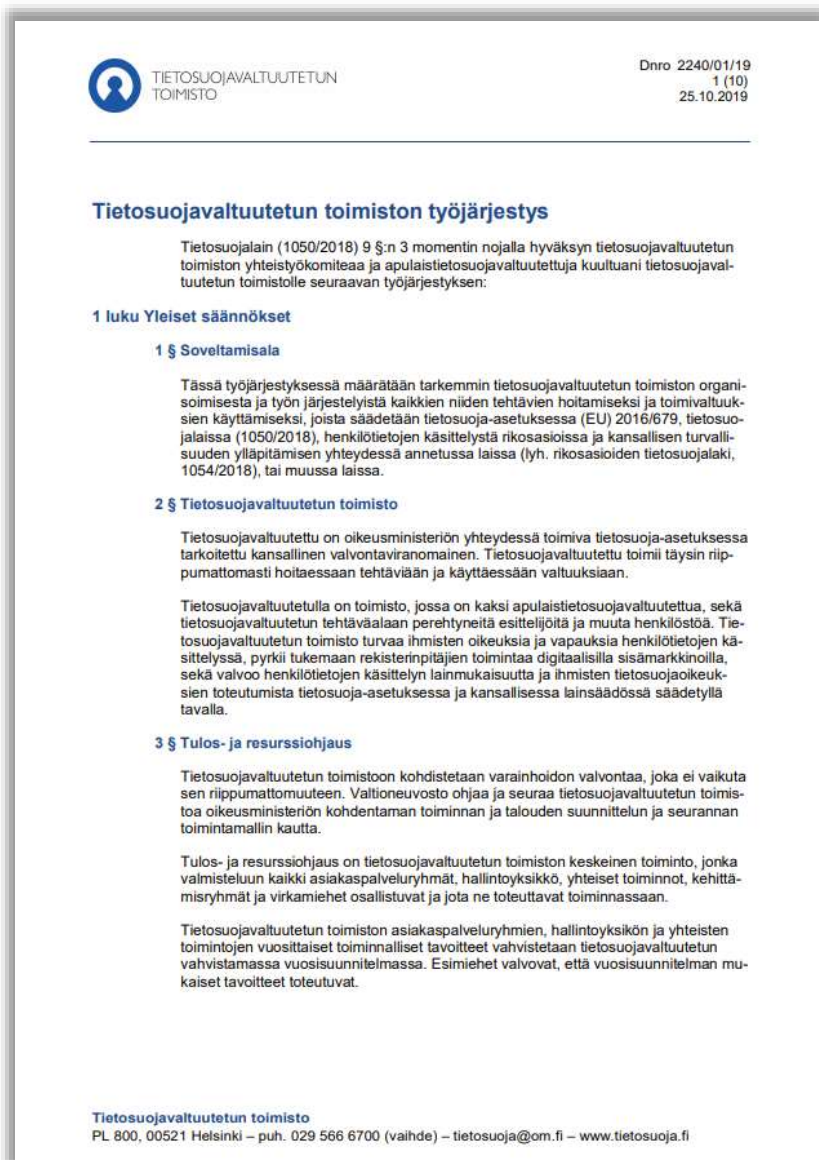 TIETOSUOJAVALTUUTETUN
TOIMISTO
Dnro 2240/01/19
1 (10)
25.10.2019
Tietosuojavaltuutetun toimiston työjärjestys
Tietosuojalain (1050/2018) 9 §:n 3 momentin nojalla hyväksyn tietosuojavaltuutetun
toimiston yhteistyökomiteaa ja apulaistietosuojavaltuutettuja kuultuani tietosuojaval-
tuutetun toimistolle seuraavan työjärjestyksen:
1 luku Yleiset säännökset
1 § Soveltamisala
Tässä työjärjestyksessä määrätään tarkemmin tietosuojavaltuutetun toimiston organi-
soimisesta ja työn järjestelyistä kaikkien niiden tehtävien hoitamiseksi ja toimivaltuuk-
sien käyttämiseksi, joista säädetään tietosuoja-asetuksessa (EU) 2016/679, tietosuo-
jalaissa (1050/2018), henkilötietojen käsittelystä rikosasioissa ja kansallisen turvalli-
suuden ylläpitämisen yhteydessä annetussa laissa (lyh. rikosasioiden tietosuojalaki,
1054/2018), tai muussa laissa.
2 § Tietosuojavaltuutetun toimisto
Tietosuojavaltuutettu on oikeusministeriön yhteydessä toimiva tietosuoja-asetuksessa
tarkoitettu kansallinen valvontaviranomainen. Tietosuojavaltuutettu toimii täysin riip-
pumattomasti hoitaessaan tehtäviään ja käyttäessään valtuuksiaan.
Tietosuojavaltuutetulla on toimisto, jossa on kaksi apulaistietosuojavaltuutettua, sekä
tietosuojavaltuutetun tehtäväalaan perehtyneitä esittelijöitä ja muuta henkilöstöä. Tie-
tosuojavaltuutetun toimisto turvaa ihmisten oikeuksia ja vapauksia henkilötietojen kä-
sittelyssä, pyrkii tukemaan rekisterinpitäjien toimintaa digitaalisilla sisämarkkinoilla,
sekä valvoo henkilötietojen käsittelyn lainmukaisuutta ja ihmisten tietosuojaoikeuk-
sien toteutumista tietosuoja-asetuksessa ja kansallisessa lainsäädössä säädetyllä
tavalla.
3 § Tulos- ja resurssiohjaus
Tietosuojavaltuutetun toimistoon kohdistetaan varainhoidon valvontaa, joka ei vaikuta
sen riippumattomuuteen. Valtioneuvosto ohjaa ja seuraa tietosuojavaltuutetun toimis-
toa oikeusministeriön kohdentaman toiminnan ja talouden suunnittelun ja seurannan
toimintamallin kautta.
Tulos- ja resurssiohjaus on tietosuojavaltuutetun toimiston keskeinen toiminto, jonka
valmisteluun kaikki asiakaspalveluryhmät, hallintoyksikkö, yhteiset toiminnot, kehittä-
misryhmät ja virkamiehet osallistuvat ja jota ne toteuttavat toiminnassaan.
Tietosuojavaltuutetun toimiston asiakaspalveluryhmien, hallintoyksikön ja yhteisten
toimintojen vuosittaiset toiminnalliset tavoitteet vahvistetaan tietosuojavaltuutetun
vahvistamassa vuosisuunnitelmassa. Esimiehet valvovat, että vuosisuunnitelman mu-
kaiset tavoitteet toteutuvat.
Tietosuojavaltuutetun toimisto
PL 800, 00521 Helsinki – puh. 029 566 6700 (vaihde) – tietosuoja@om.fi – www.tietosuoja.fi